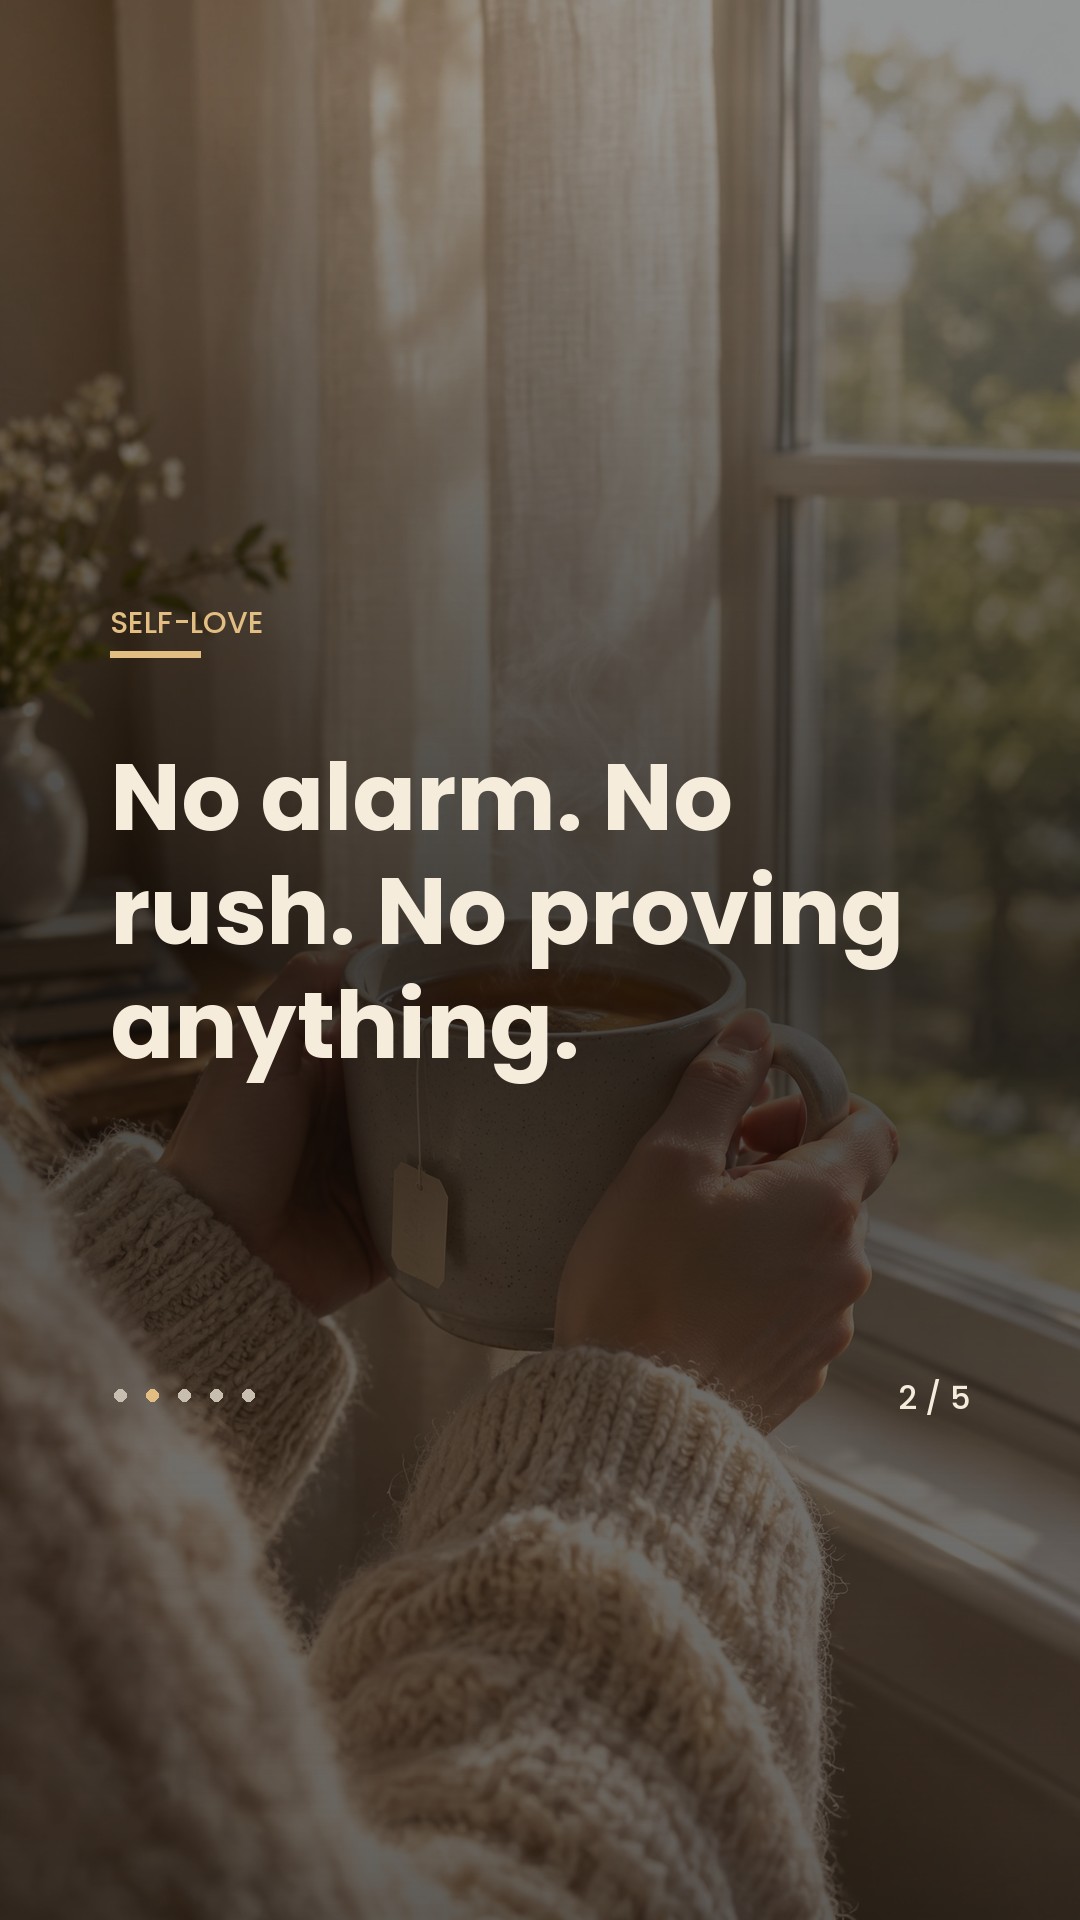 SELF-LOVE
No alarm. No
rush. No proving
anything.
2 / 5